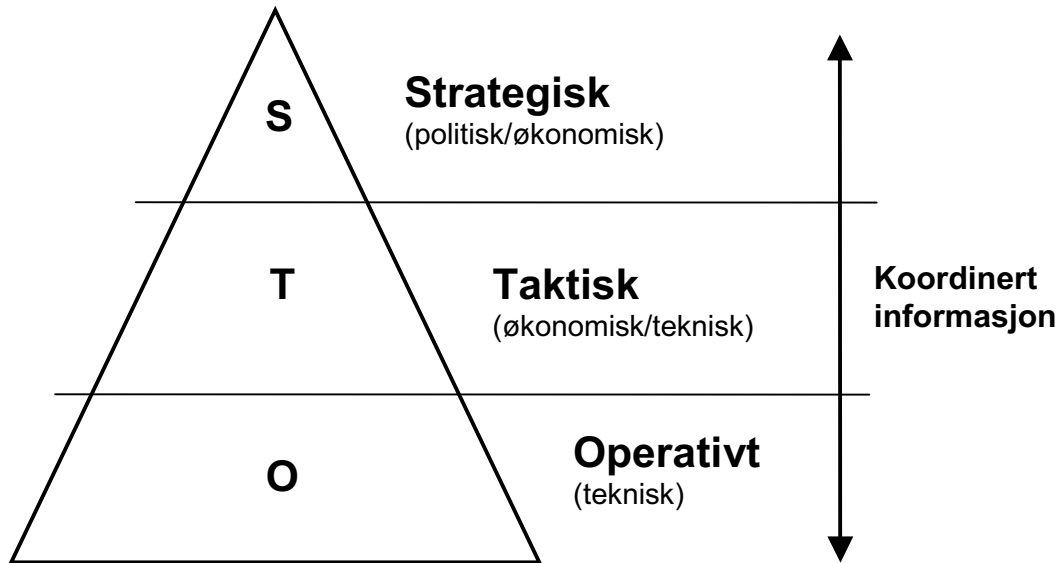 S
Strategisk
(politisk/økonomisk)
T
Taktisk
(økonomisk/teknisk)
Koordinert
informasjon
O
Operativt
(teknisk)